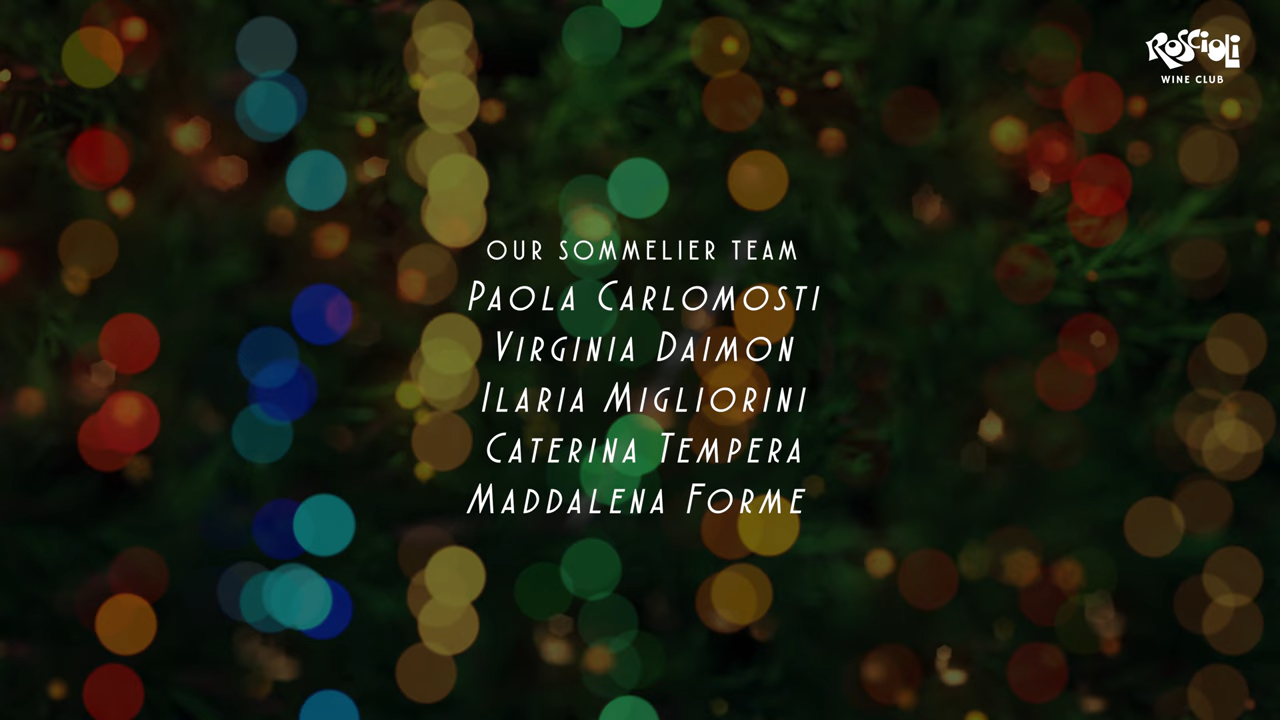 Roscioli
WINE CLUB
OUR SOMMELIER TEAM
PAOLA CARLOMOSTI
VIRGINIA DAIMON
ILARIA MIGLIORINI
CATERINA TEMPERA
MADDALENA FORME